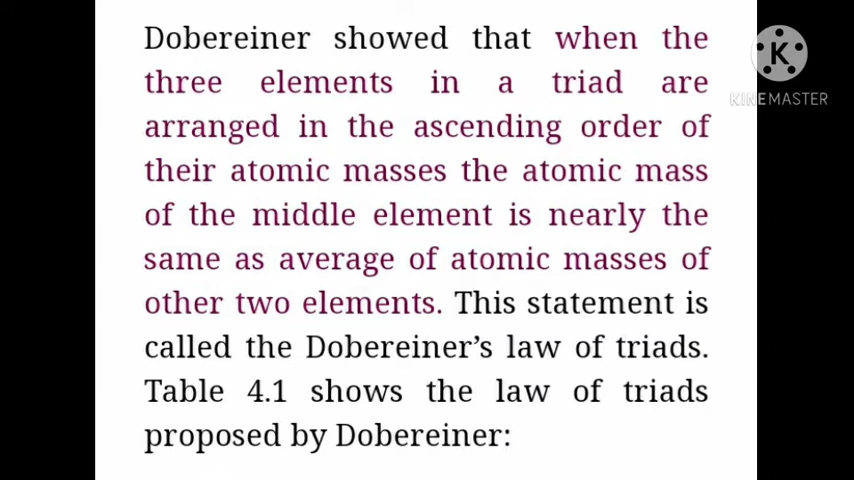 Dobereiner showed that when the
three elements in a triad are
arranged in the ascending order of
their atomic masses the atomic mass
of the middle element is nearly the
same as average of atomic masses of
other two elements. This statement is
called the Dobereiner’s law of triads.
Table 4.1 shows the law of triads
proposed by Dobereiner:
K
KINEMASTER